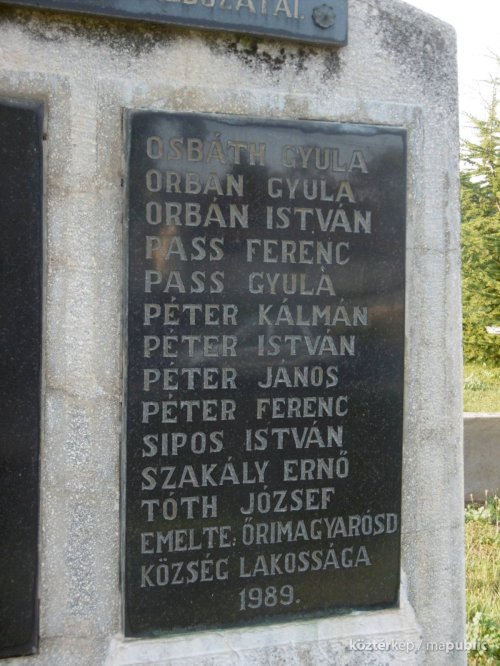 ÁLDOZATAI.
OSBÁTH GYULA
ORBÁN GYULA
ORBÁN ISTVÁN
PASS FERENC
PASS GYULA
PÉTER KÁLMÁN
PÉTER ISTVÁN
PÉTER JÁNOS
PÉTER FERENC
SIPOS ISTVÁN
SZAKÁLY ERNŐ
TÓTH JÓZSEF
EMELTE: ŐRIMAGYARÓSD
KÖZSÉG LAKOSSÁGA
1989.
köztérkép / mapublic